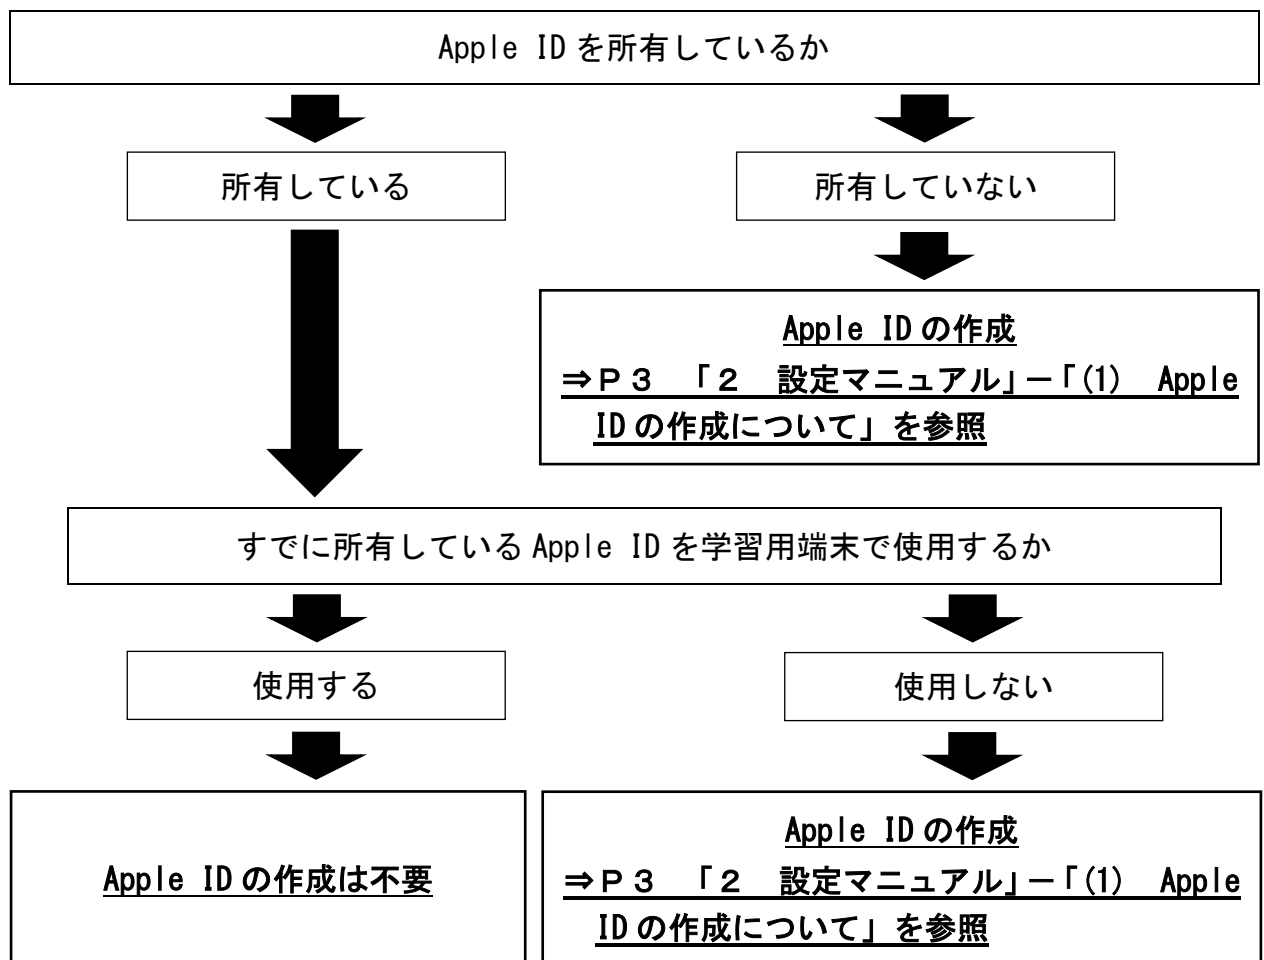 Apple ID を所有しているか
所有している
所有していない
Apple ID の作成
⇒Ｐ３　「２　設定マニュアル」－「(1)　Apple
ID の作成について」を参照
すでに所有している Apple ID を学習用端末で使用するか
使用する
使用しない
Apple ID の作成は不要
Apple ID の作成
⇒Ｐ３　「２　設定マニュアル」－「(1)　Apple
ID の作成について」を参照